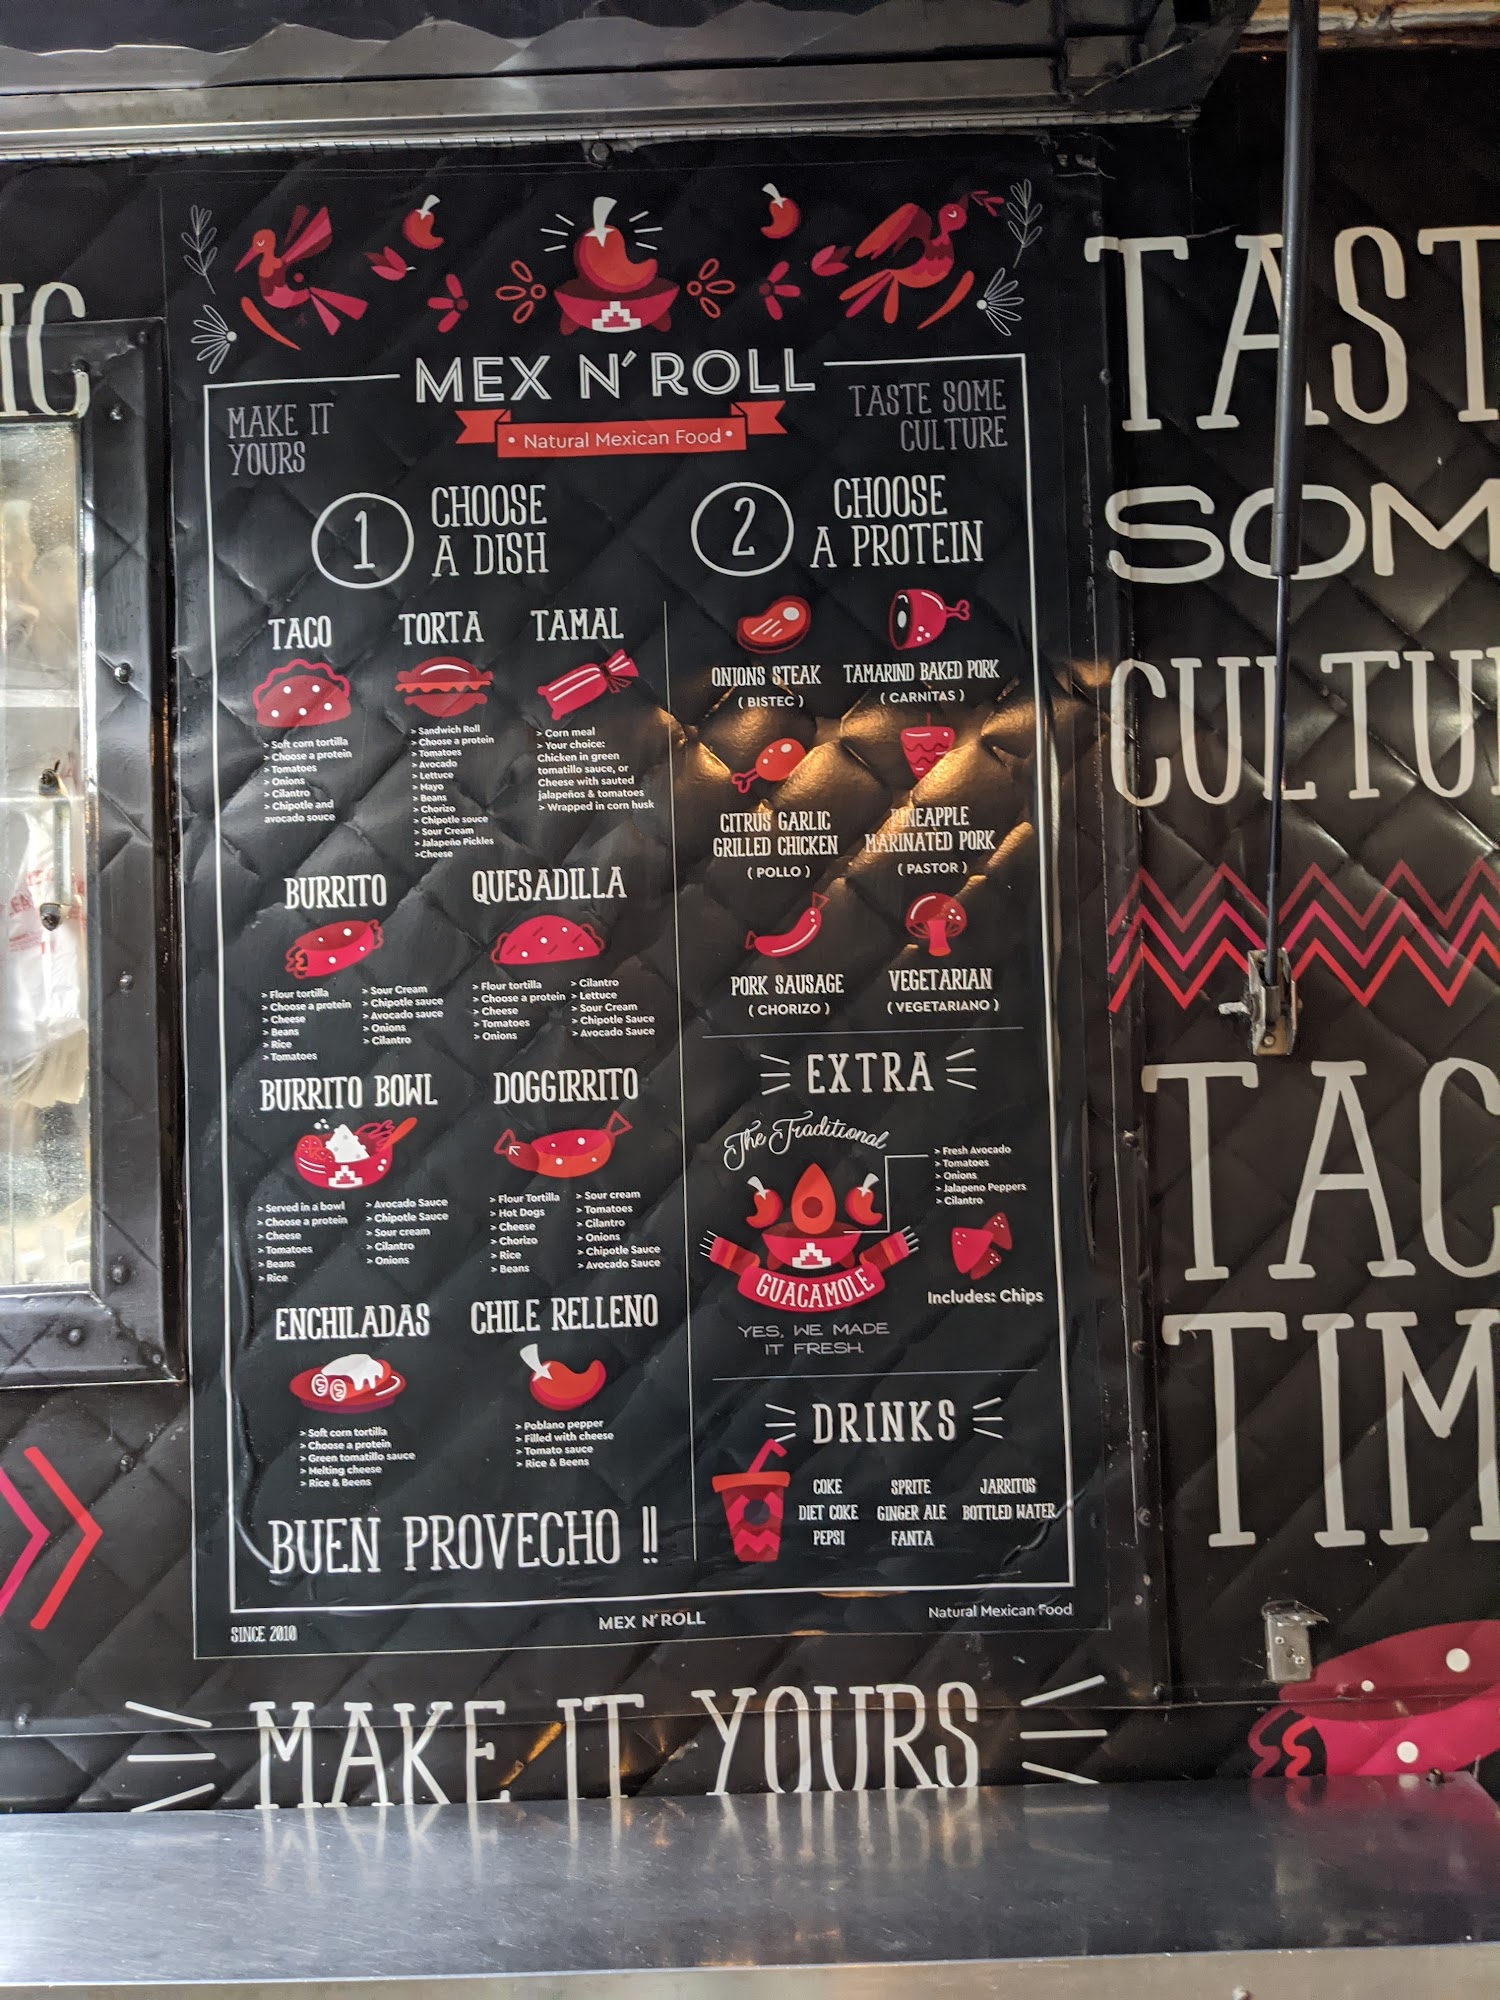 IC
MEX N' ROLL
• Natural Mexican Food •
MAKE IT
YOURS
TASTE SOME
CULTURE
1 CHOOSE
A DISH
TACO
> Soft corn tortilla
> Choose a protein
> Tomatoes
> Onions
> Cilantro
> Chipotle and
avocado souce
TORTA
> Sandwich Roll
> Choose a protein
> Tomatoes
> Avocado
> Lettuce
> Mayo
> Beans
> Chorizo
> Chipotle souce
> Sour Cream
> Jalapeño Pickles
>Cheese
TAMAL
> Corn meal
> Your choice:
Chicken in green
tomatillo sauce, or
Cheese with sauted
jalapeños & tomatoes
> Wrapped in corn husk
BURRITO
> Flour tortilla
> Choose a protein
> Cheese
> Beans
> Rice
> Tomatoes
> Sour Cream
> Chipotle sauce
> Avocado sauce
> Onions
> Cilantro
QUESADILLA
> Flour tortilla
> Choose a protein
> Cheese
> Tomatoes
> Onions
> Cilantro
> Lettuce
> Sour Cream
> Chipotle Sauce
> Avocado Sauce
BURRITO BOWL
> Served in a bowl
> Choose a protein
> Cheese
> Tomatoes
> Beans
> Rice
> Avocado Sauce
> Chipotle Sauce
> Sour cream
> Cilantro
> Onions
DOGGIRRITO
> Flour Tortilla
> Hot Dogs
> Cheese
> Chorizo
> Rice
> Beans
> Sour cream
> Tomatoes
> Cilantro
> Onions
> Chipotle Sauce
> Avocado Sauce
ENCHILADAS
> Soft corn tortilla
> Choose a protein
> Green tomatillo sauce
> Melting cheese
> Rice & Beens
CHILE RELLENO
> Poblano pepper
> Filled with cheese
> Tomato sauce
> Rice & Beens
BUEN PROVECHO !!
2 CHOOSE
A PROTEIN
ONIONS STEAK
( BISTEC )
TAMARIND BAKED PORK
( CARNITAS )
CITRUS GARLIC
GRILLED CHICKEN
( POLLO )
PINEAPPLE
MARINATED PORK
( PASTOR )
PORK SAUSAGE
( CHORIZO )
VEGETARIAN
( VEGETARIANO )
EXTRA
The Traditional
GUACAMOLE
YES, WE MADE
IT FRESH.
> Fresh Avocado
> Tomatoes
> Onions
> Jalapeno Peppers
> Cilantro
Includes: Chips
DRINKS
COKE SPRITE JARRITOS
DIET COKE GINGER ALE BOTTLED WATER
PEPSI FANTA
SINCE 2010
MEX N' ROLL
Natural Mexican Food
MAKE IT YOURS
TAST
SOM
CULTU
TAC
TIM